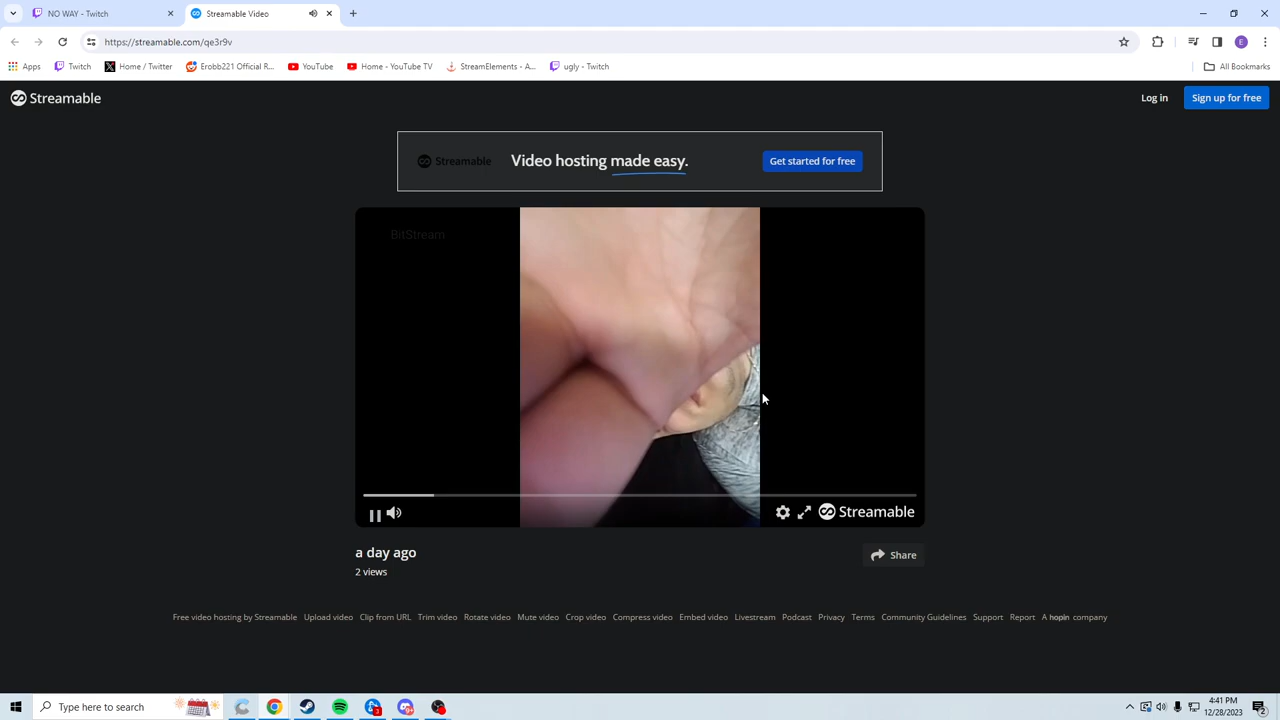 NO WAY - Twitch
Streamable Video
https://streamable.com/qe3r9v
Apps
Twitch
Home / Twitter
Erobb221 Official R...
YouTube
Home - YouTube TV
StreamElements - A...
ugly - Twitch
All Bookmarks
E
Streamable
Log in
Sign up for free
Streamable
Video hosting made easy.
Get started for free
BitStream
Streamable
a day ago
Share
2 views
Free video hosting by Streamable Upload video Clip from URL Trim video Rotate video Mute video Crop video Compress video Embed video Livestream Podcast Privacy Terms Community Guidelines Support Report A hopin company
Type here to search
4:41 PM
12/28/2023
2